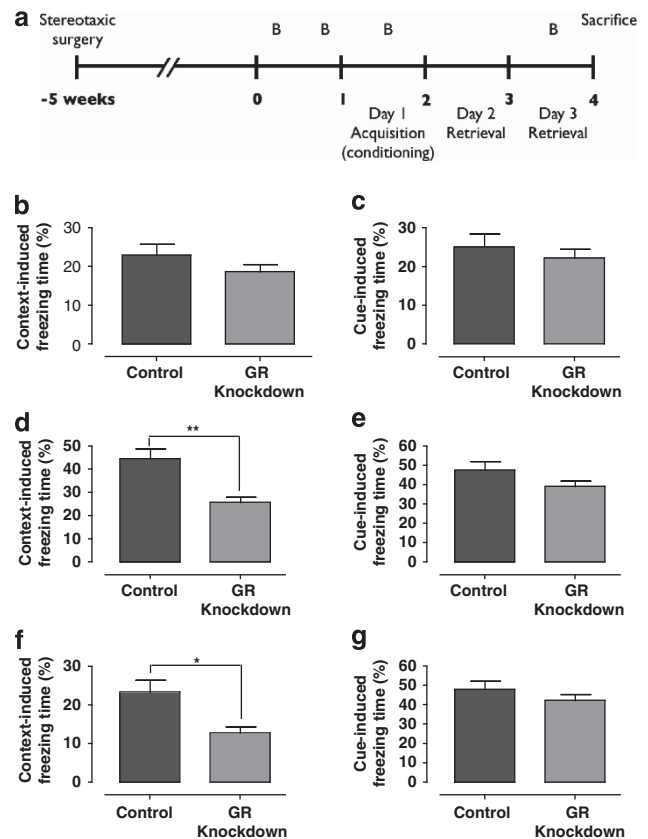 a
Stereotaxic
surgery
B B B B
Sacrifice
-5 weeks 0 1 2 3 4
Day 1
Acquisition
(conditioning)
Day 2
Retrieval
Day 3
Retrieval
b
Context-induced
freezing time (%)
30
20
10
0
Control
GR
Knockdown
c
Cue-induced
freezing time (%)
30
20
10
0
Control
GR
Knockdown
d
Context-induced
freezing time (%)
50
40
30
20
10
0
**
Control
GR
Knockdown
e
Cue-induced
freezing time (%)
60
50
40
30
20
10
0
Control
GR
Knockdown
f
Context-induced
freezing time (%)
30
20
10
0
*
Control
GR
Knockdown
g
Cue-induced
freezing time (%)
60
50
40
30
20
10
0
Control
GR
Knockdown